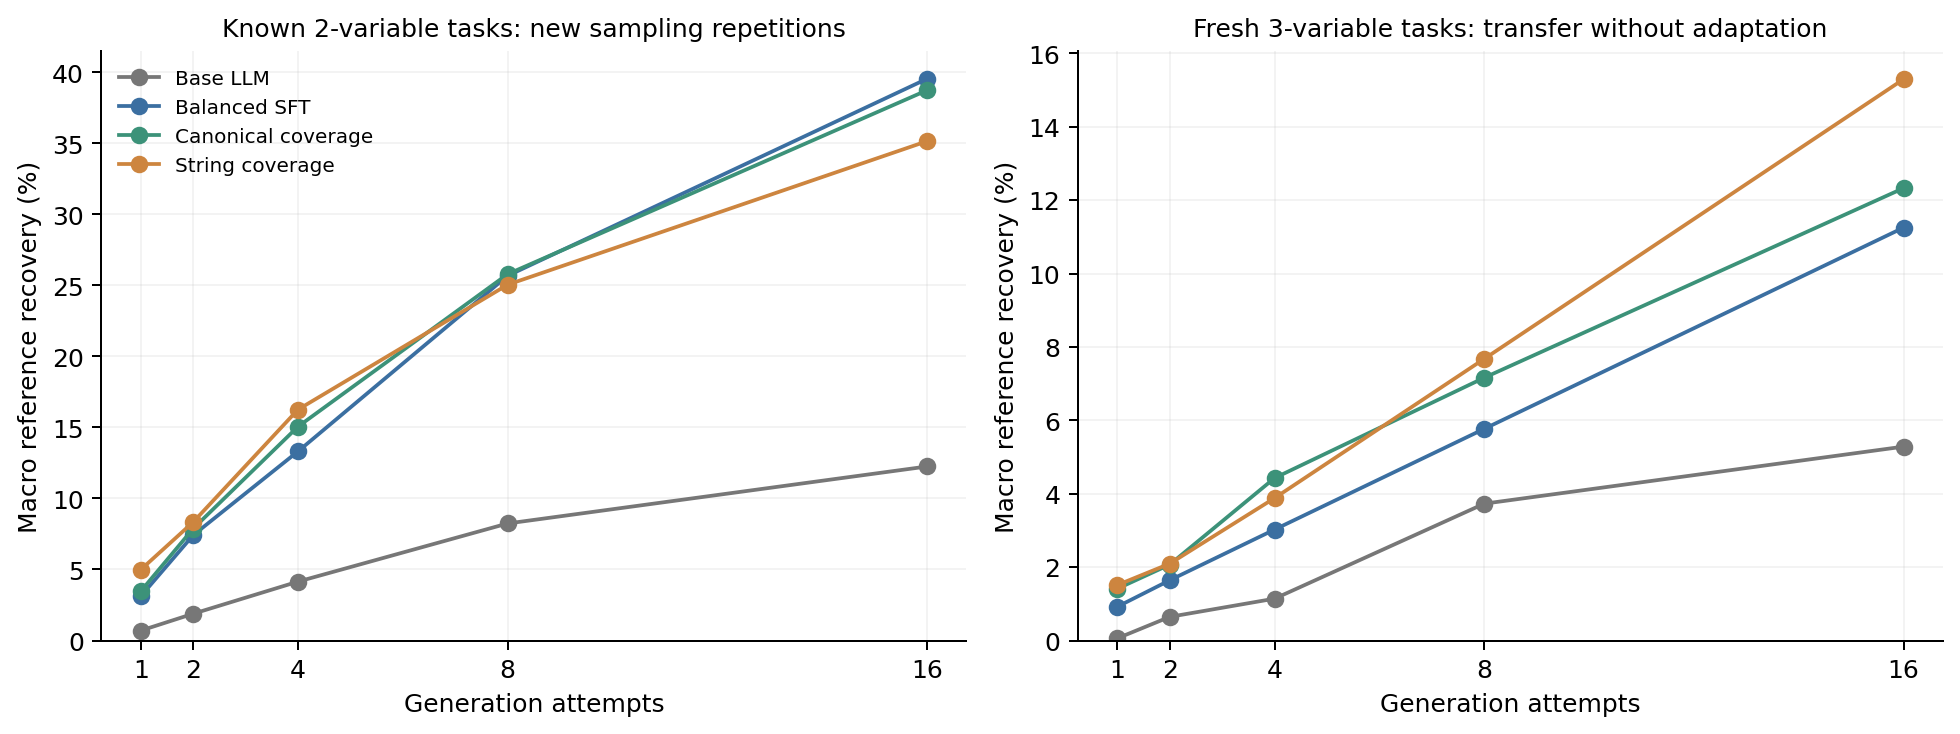 Known 2-variable tasks: new sampling repetitions
Macro reference recovery (%)
40
35
30
25
20
15
10
5
0
Base LLM
Balanced SFT
Canonical coverage
String coverage
1 2 4 8 16
Generation attempts
Fresh 3-variable tasks: transfer without adaptation
Macro reference recovery (%)
16
14
12
10
8
6
4
2
0
1 2 4 8 16
Generation attempts